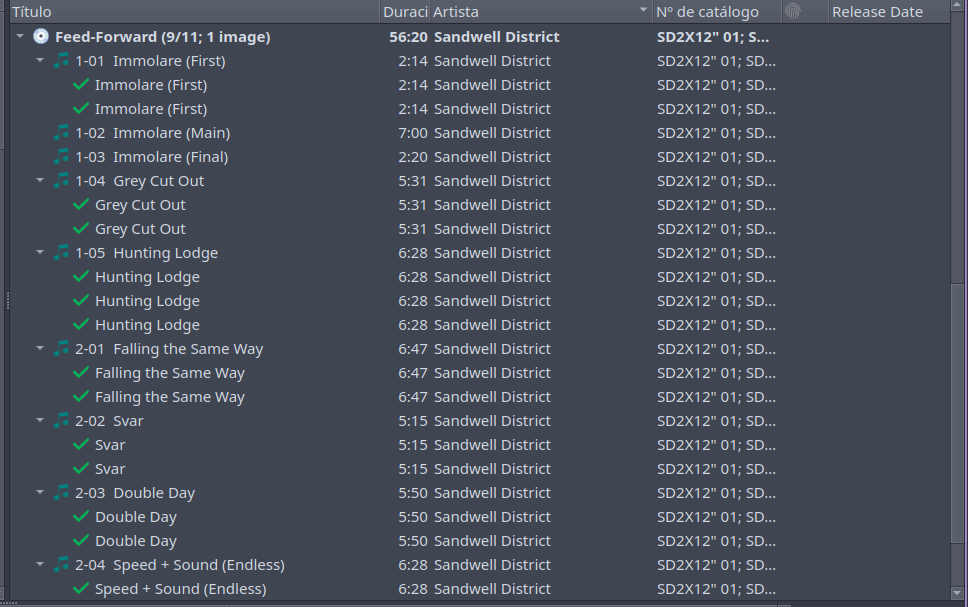 Título Duraci Artista Nº de catálogo Release Date
Feed-Forward (9/11; 1 image) 56:20 Sandwell District SD2X12" 01; S...
1-01 Immolare (First) 2:14 Sandwell District SD2X12" 01; SD...
Immolare (First) 2:14 Sandwell District SD2X12" 01; SD...
Immolare (First) 2:14 Sandwell District SD2X12" 01; SD...
1-02 Immolare (Main) 7:00 Sandwell District SD2X12" 01; SD...
1-03 Immolare (Final) 2:20 Sandwell District SD2X12" 01; SD...
1-04 Grey Cut Out 5:31 Sandwell District SD2X12" 01; SD...
Grey Cut Out 5:31 Sandwell District SD2X12" 01; SD...
Grey Cut Out 5:31 Sandwell District SD2X12" 01; SD...
1-05 Hunting Lodge 6:28 Sandwell District SD2X12" 01; SD...
Hunting Lodge 6:28 Sandwell District SD2X12" 01; SD...
Hunting Lodge 6:28 Sandwell District SD2X12" 01; SD...
Hunting Lodge 6:28 Sandwell District SD2X12" 01; SD...
2-01 Falling the Same Way 6:47 Sandwell District SD2X12" 01; SD...
Falling the Same Way 6:47 Sandwell District SD2X12" 01; SD...
Falling the Same Way 6:47 Sandwell District SD2X12" 01; SD...
2-02 Svar 5:15 Sandwell District SD2X12" 01; SD...
Svar 5:15 Sandwell District SD2X12" 01; SD...
Svar 5:15 Sandwell District SD2X12" 01; SD...
2-03 Double Day 5:50 Sandwell District SD2X12" 01; SD...
Double Day 5:50 Sandwell District SD2X12" 01; SD...
Double Day 5:50 Sandwell District SD2X12" 01; SD...
2-04 Speed + Sound (Endless) 6:28 Sandwell District SD2X12" 01; SD...
Speed + Sound (Endless) 6:28 Sandwell District SD2X12" 01; SD...